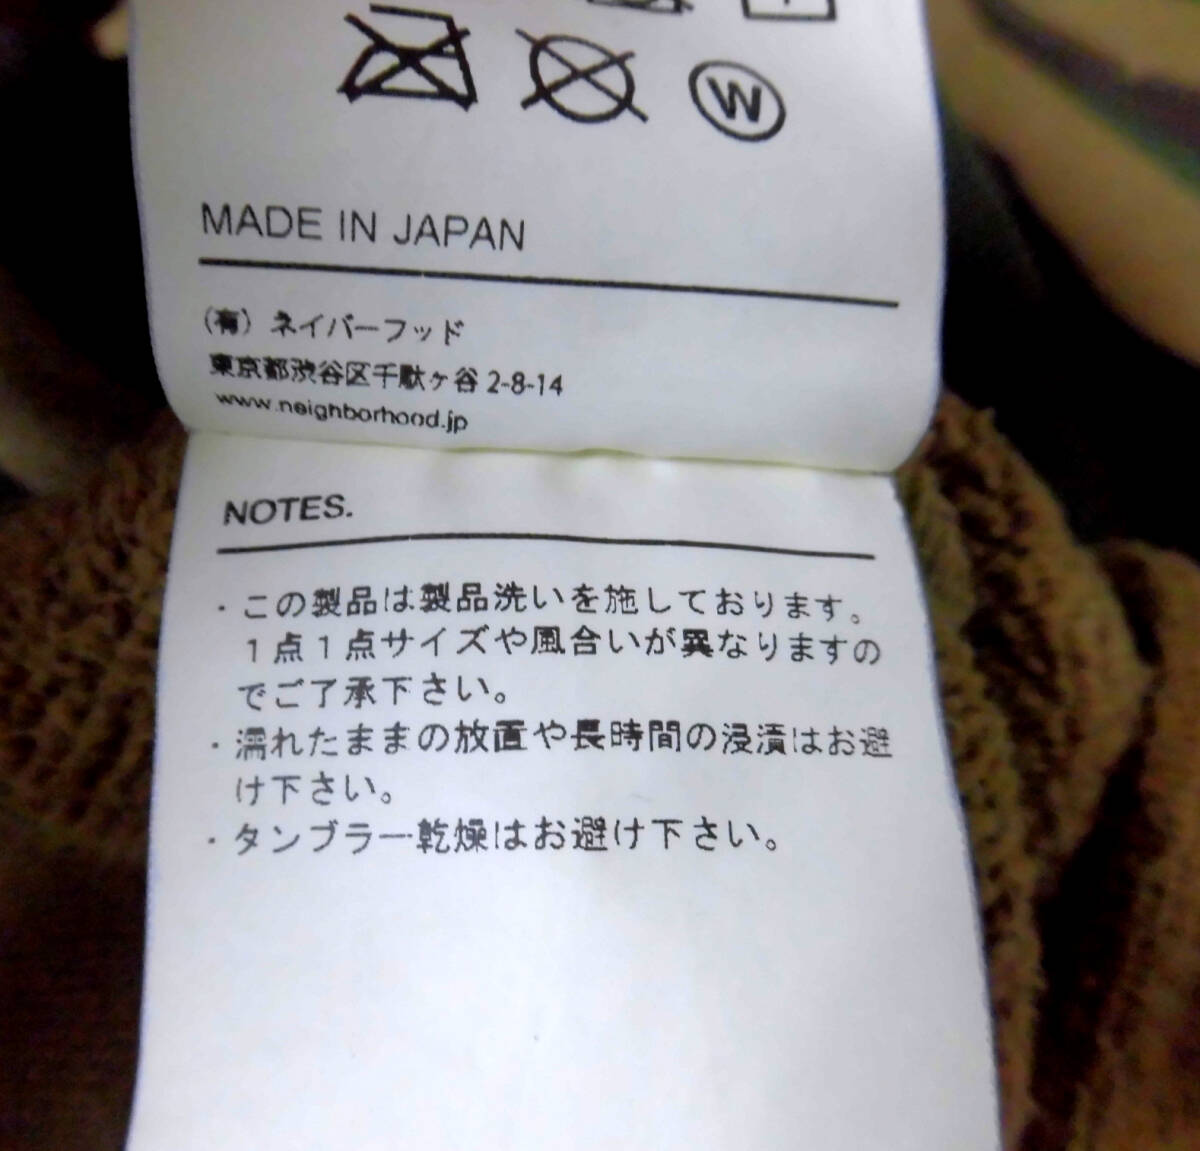 W
MADE IN JAPAN
(有) ネイバーフッド
東京都渋谷区千駄ヶ谷 2-8-14
www.neighborhood.jp
NOTES.
・この製品は製品洗いを施しております。
１点１点サイズや風合いが異なりますの
でご了承下さい。
・濡れたままの放置や長時間の浸漬はお避
け下さい。
・タンブラー乾燥はお避け下さい。